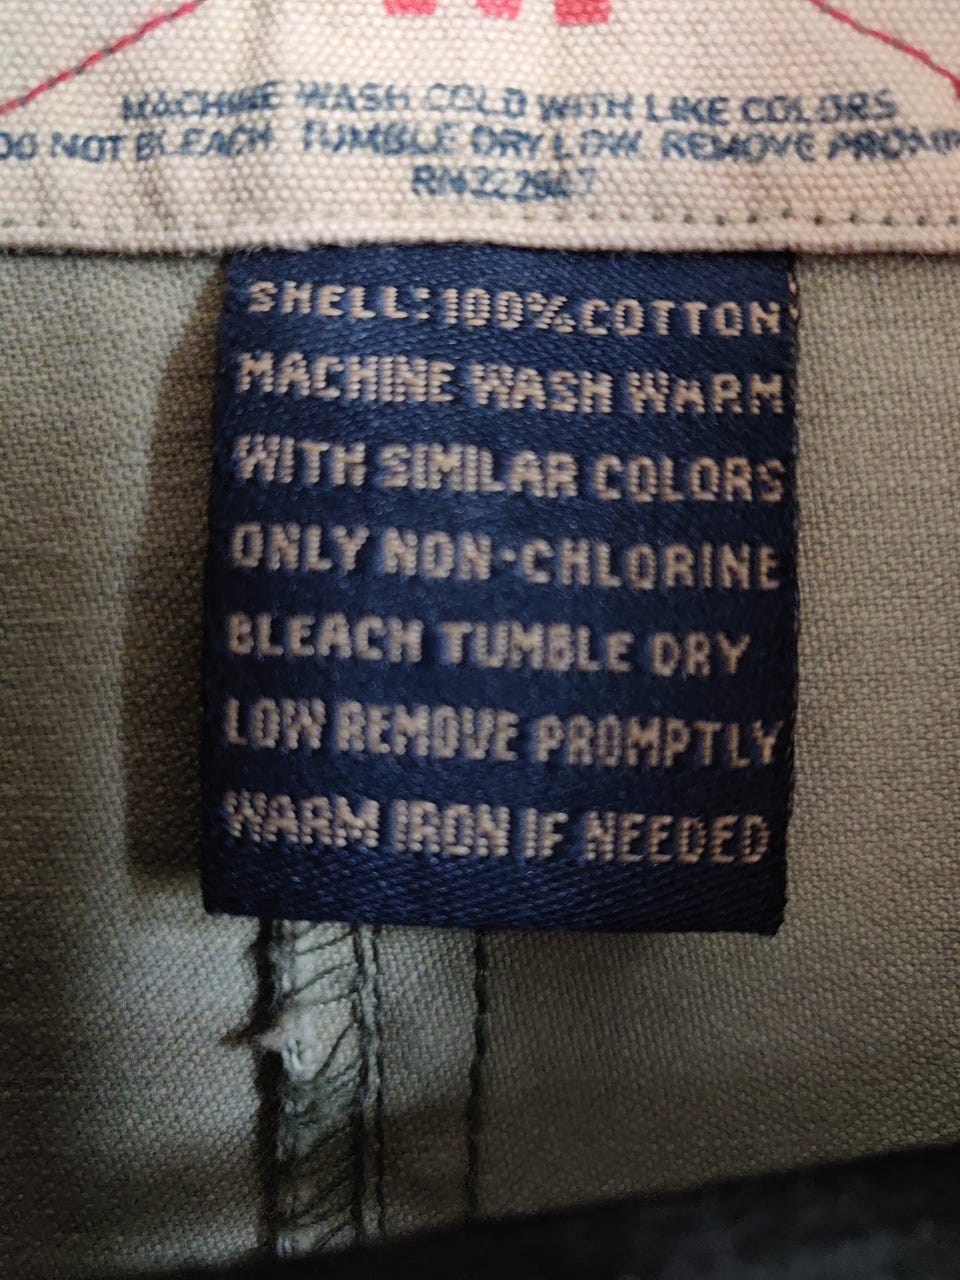 MACHINE WASH COLD WITH LIKE COLORS
DO NOT BLEACH. TUMBLE DRY LOW. REMOVE
SHELL:100%COTTON
MACHINE WASH WARM
WITH SIMILAR COLORS
ONLY NON-CHLORINE
BLEACH TUMBLE DRY
LOW REMOVE PROMPTLY
WARM IRON IF NEEDED